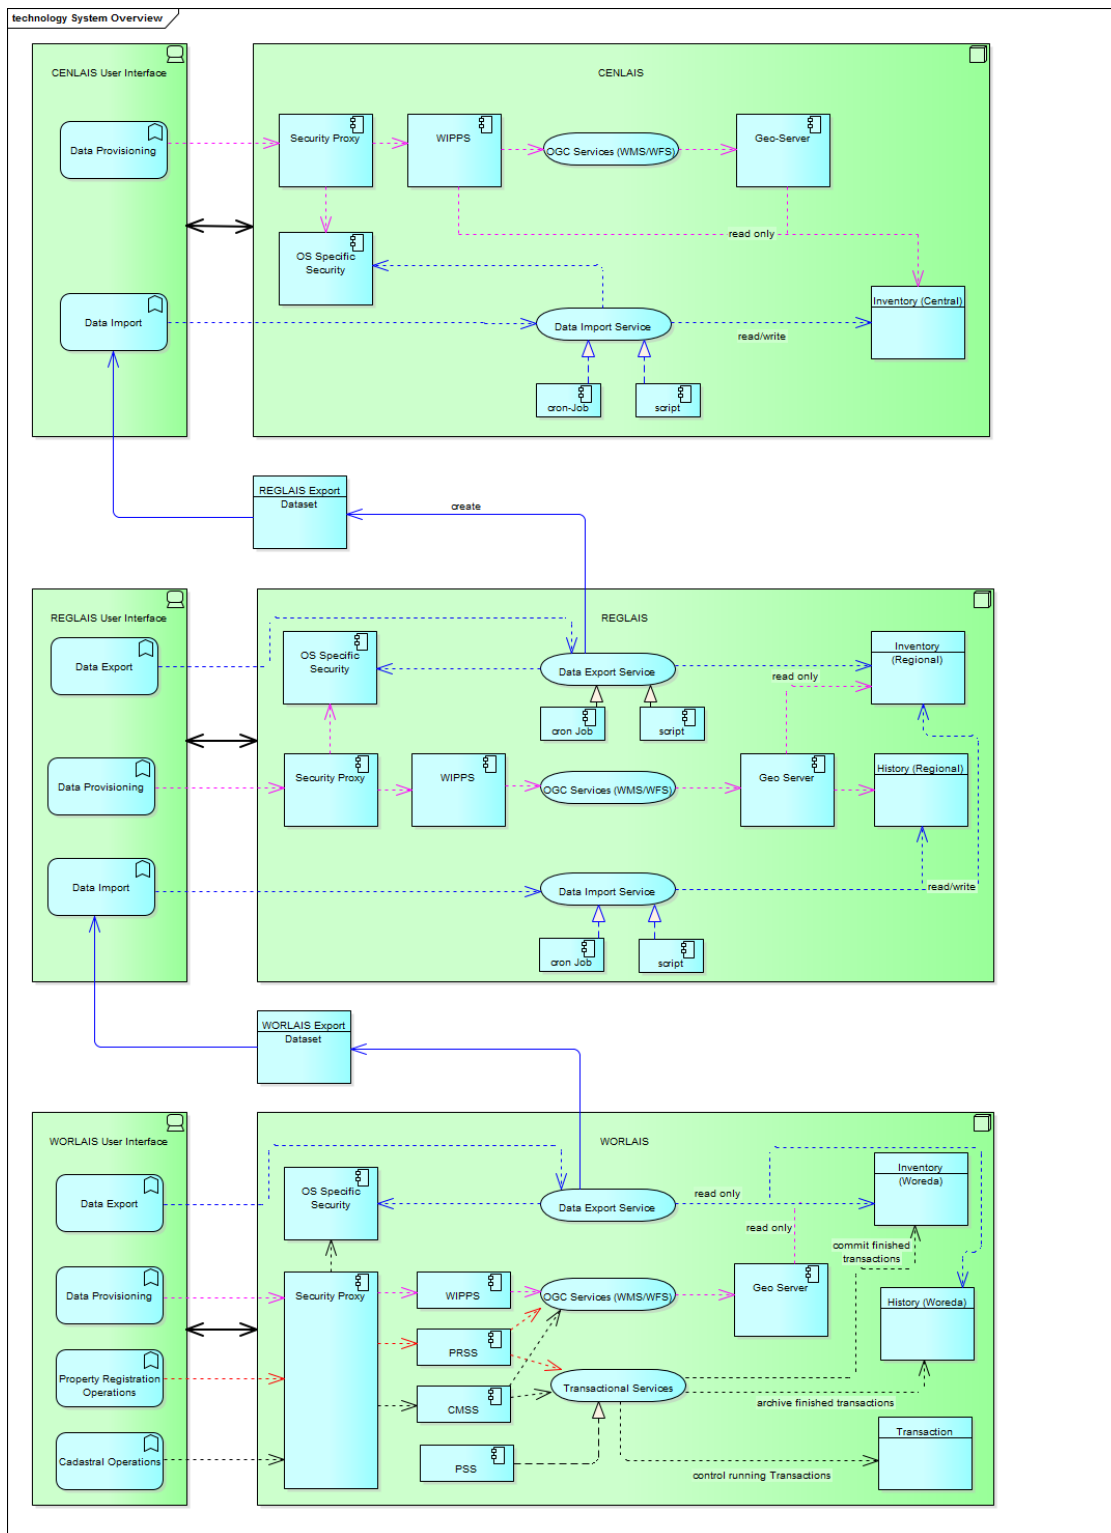 technology System Overview
CENLAIS User Interface
CENLAIS
Data Provisioning
Security Proxy
WIPPS
OGC Services (WMS/WFS)
Geo-Server
read only
OS Specific
Security
Inventory (Central)
Data Import
Data Import Service
read/write
cron-Job
script
REGLAIS Export
Dataset
create
REGLAIS User Interface
REGLAIS
Data Export
OS Specific
Security
Data Export Service
Inventory
(Regional)
read only
cron Job
script
Data Provisioning
Security Proxy
WIPPS
OGC Services (WMS/WFS)
Geo Server
History (Regional)
Data Import
Data Import Service
read/write
cron Job
script
WORLAIS Export
Dataset
WORLAIS User Interface
WORLAIS
Data Export
OS Specific
Security
Data Export Service
read only
Inventory
(Woreda)
read only
commit finished
transactions
Data Provisioning
Security Proxy
WIPPS
OGC Services (WMS/WFS)
Geo Server
History (Woreda)
Property Registration
Operations
PRSS
Transactional Services
CMSS
archive finished transactions
Cadastral Operations
PSS
control running Transactions
Transaction